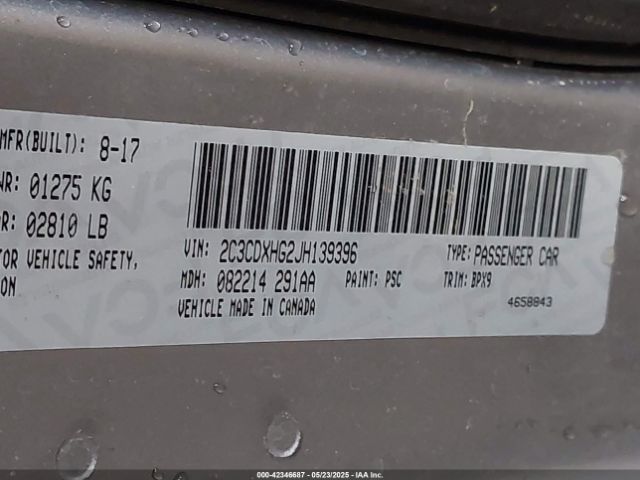 MFR(BUILT): 8-17
WR: 01275 KG
R: 02810 LB
TOR VEHICLE SAFETY,
ON
VIN: 2C3CDXHG2JH139396
TYPE: PASSENGER CAR
MDH: 082214 291AA
PAINT: PSC
TRIM: BPX9
VEHICLE MADE IN CANADA
4658843
000-42346687 - 05/23/2025 - IAA Inc.